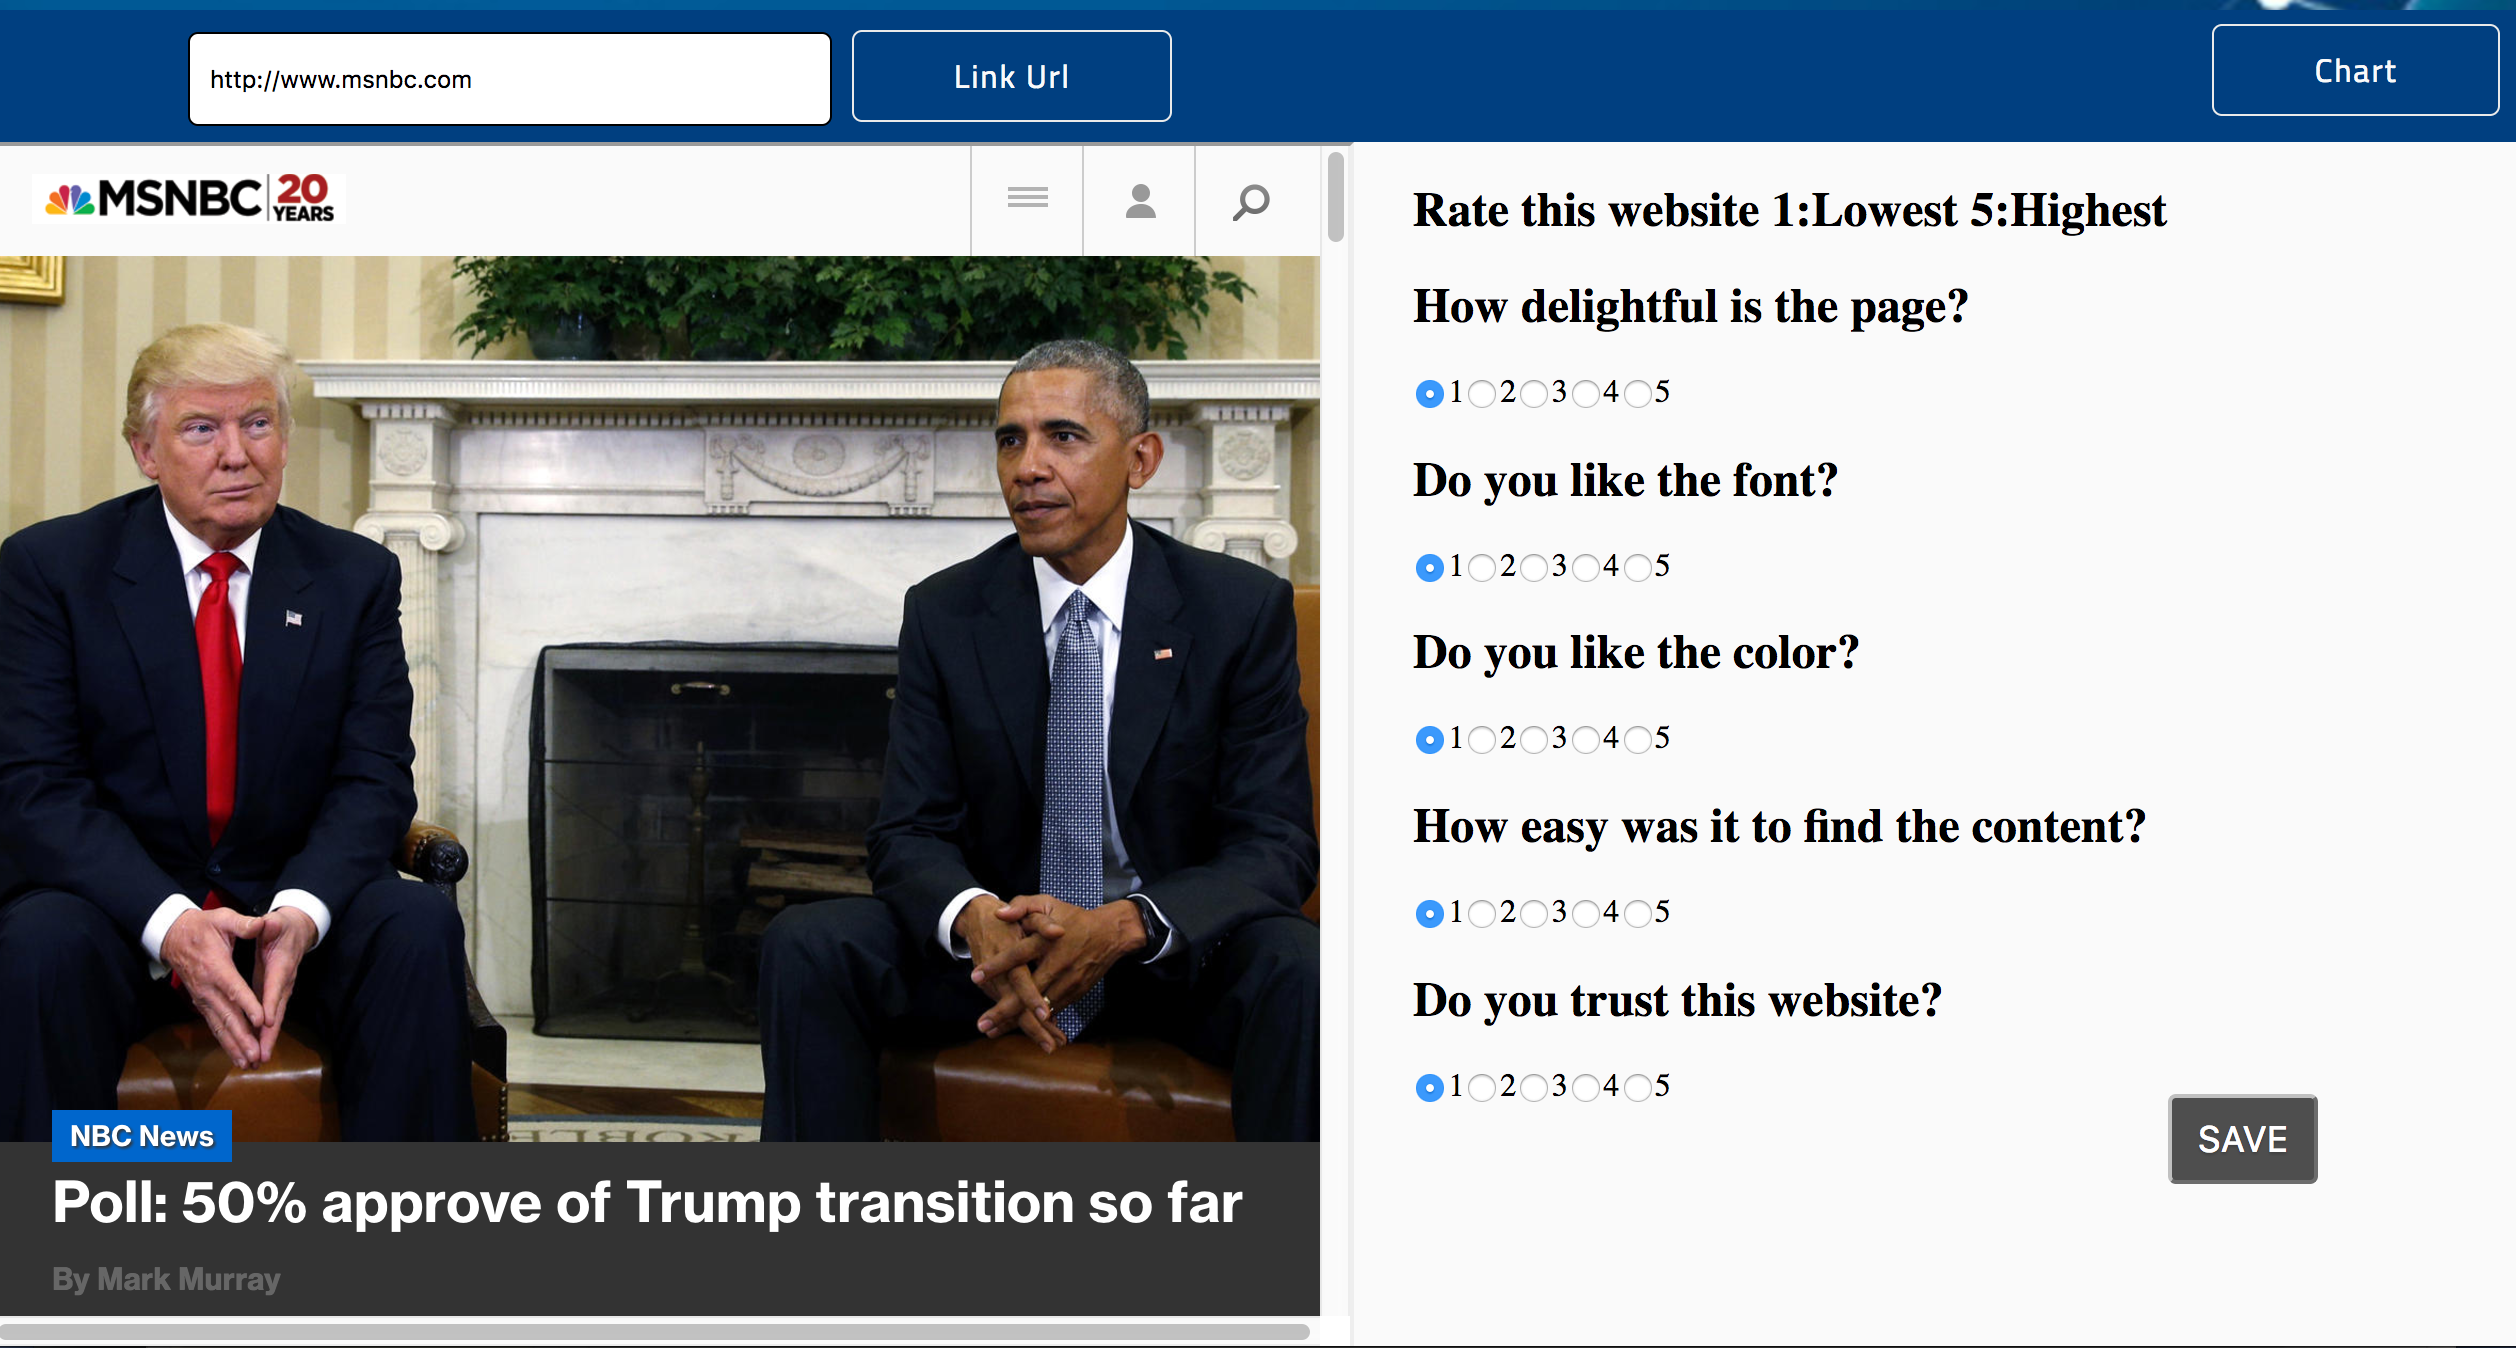 http://www.msnbc.com
Link Url
Chart
MSNBC 20 YEARS
Rate this website 1:Lowest 5:Highest
How delightful is the page?
1 2 3 4 5
Do you like the font?
1 2 3 4 5
Do you like the color?
1 2 3 4 5
How easy was it to find the content?
1 2 3 4 5
Do you trust this website?
1 2 3 4 5
SAVE
NBC News
Poll: 50% approve of Trump transition so far
By Mark Murray